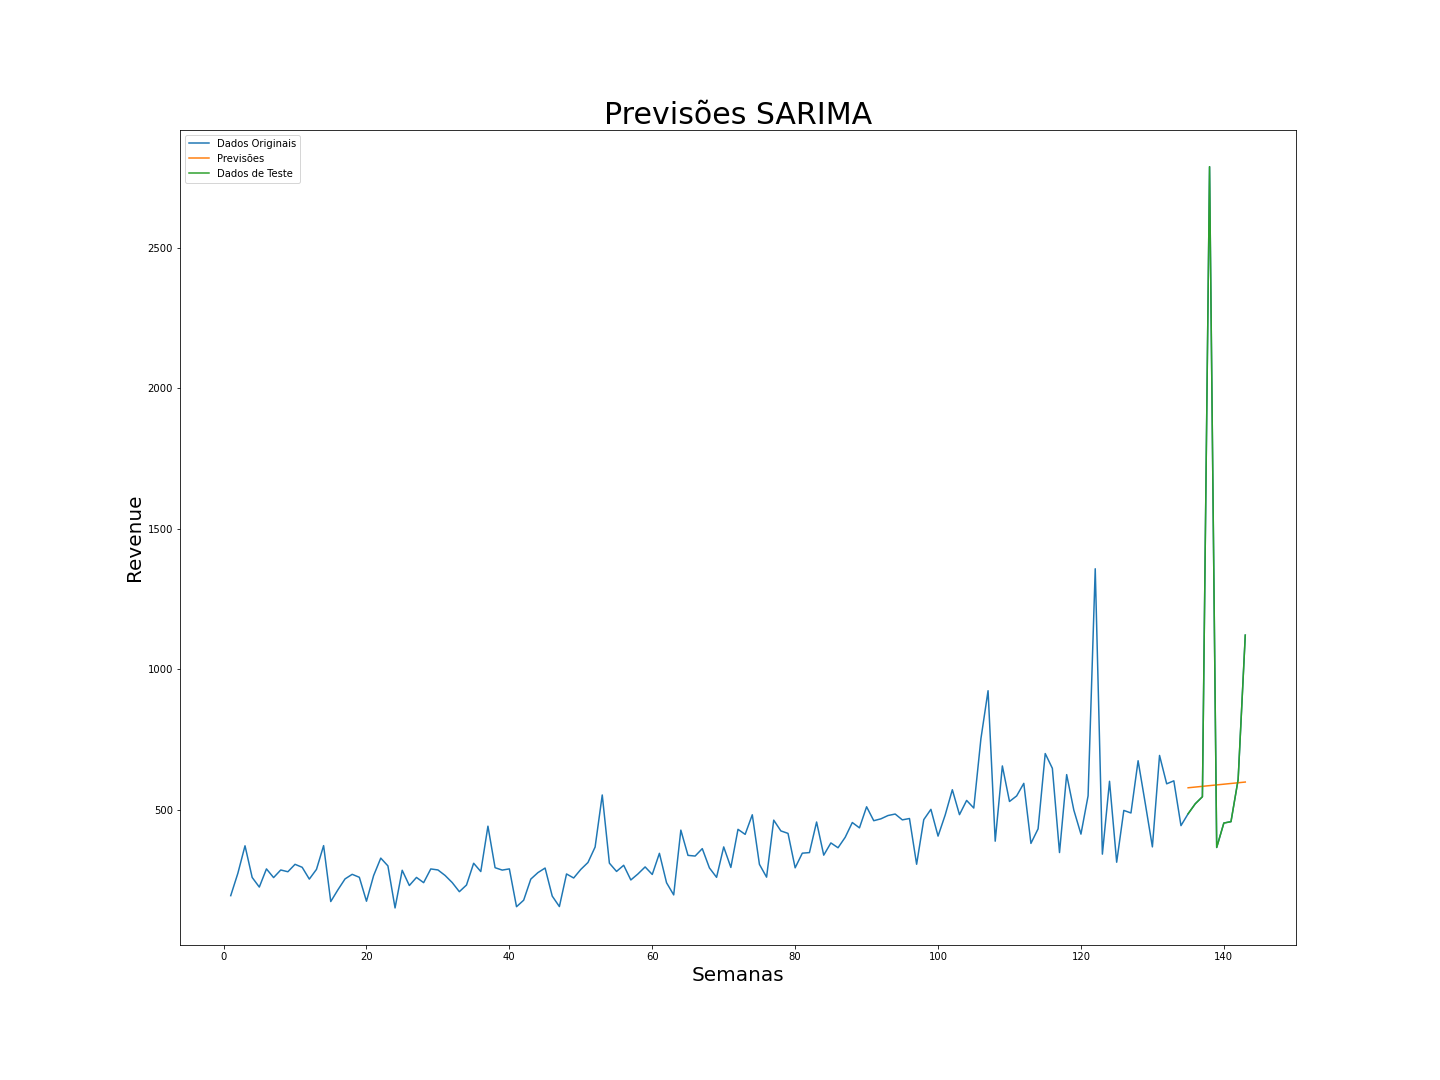 Previsões SARIMA
Dados Originais
Previsões
Dados de Teste
Revenue
2500
2000
1500
1000
500
0 20 40 60 80 100 120 140
Semanas